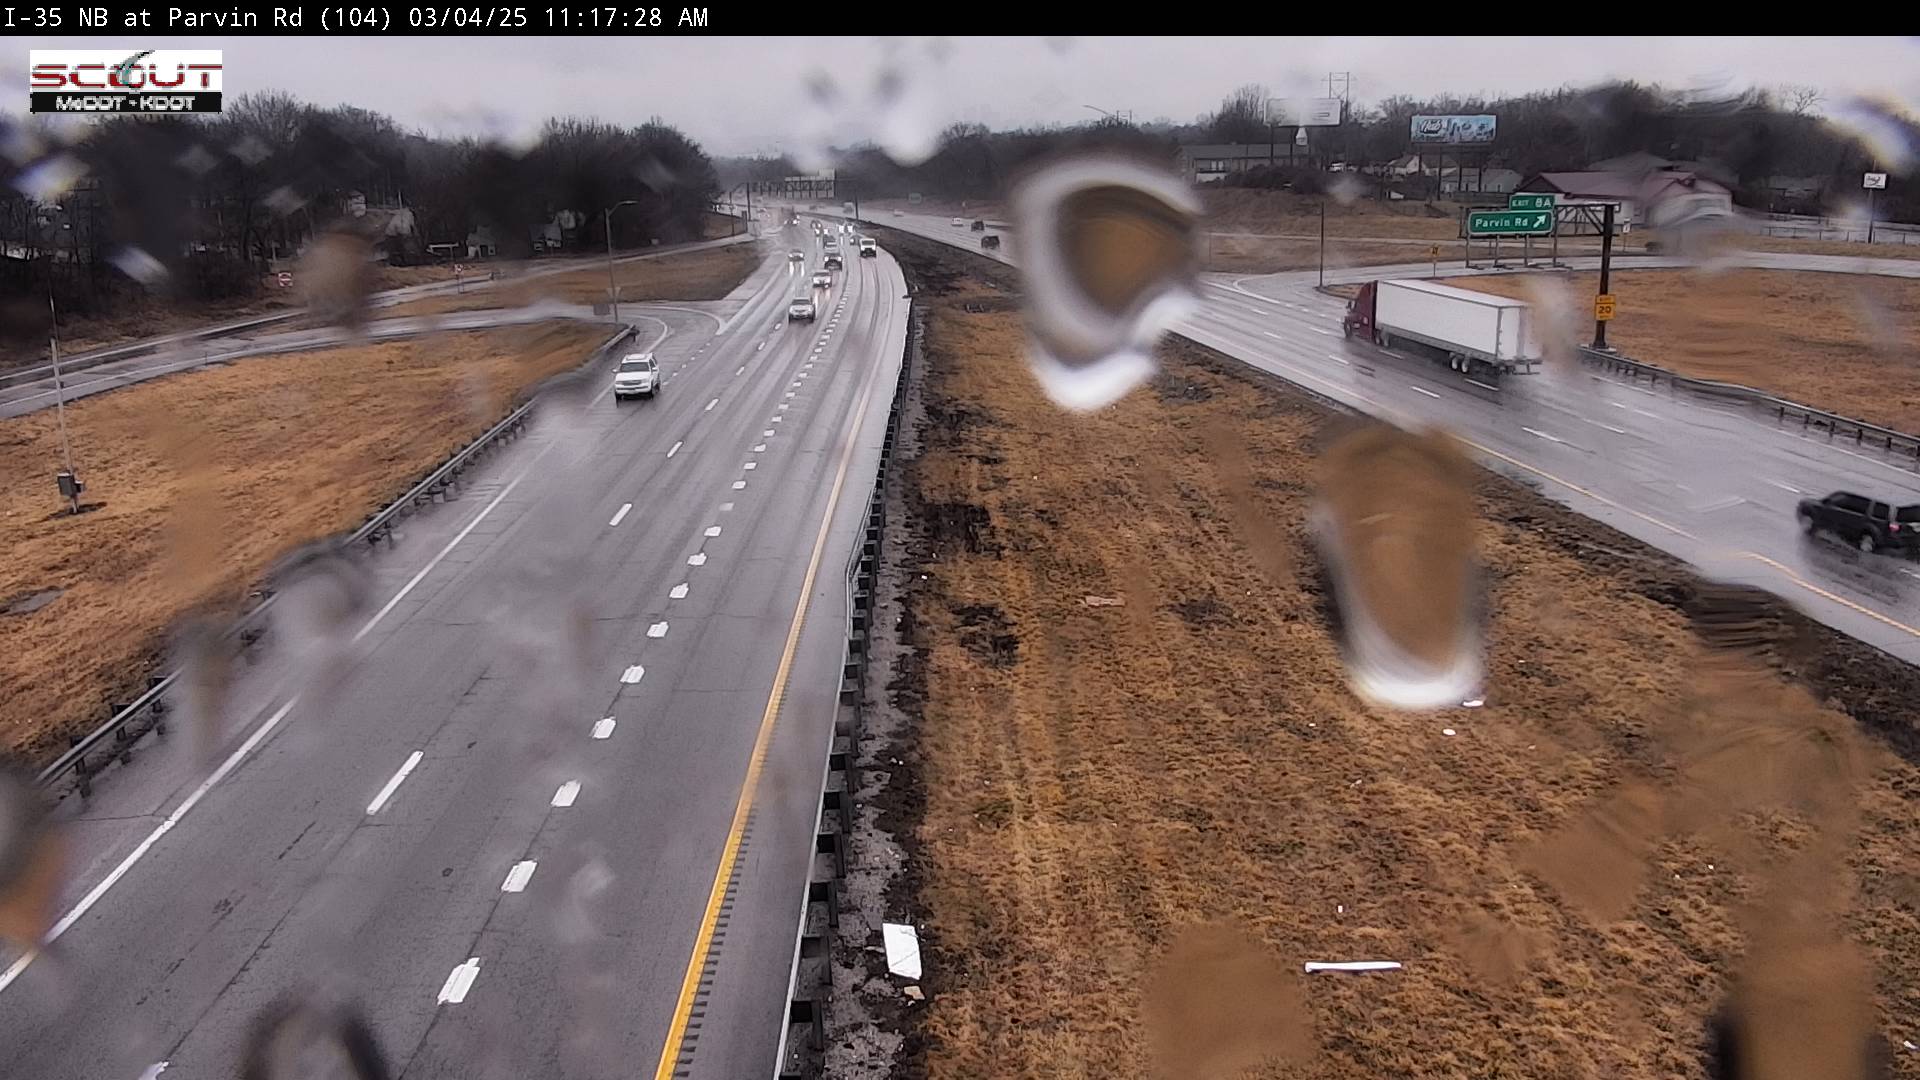 I-35 NB at Parvin Rd (104) 03/04/25 11:17:28 AM
SCOUT
MoDOT - KDOT
EXIT 8A
Parvin Rd
20